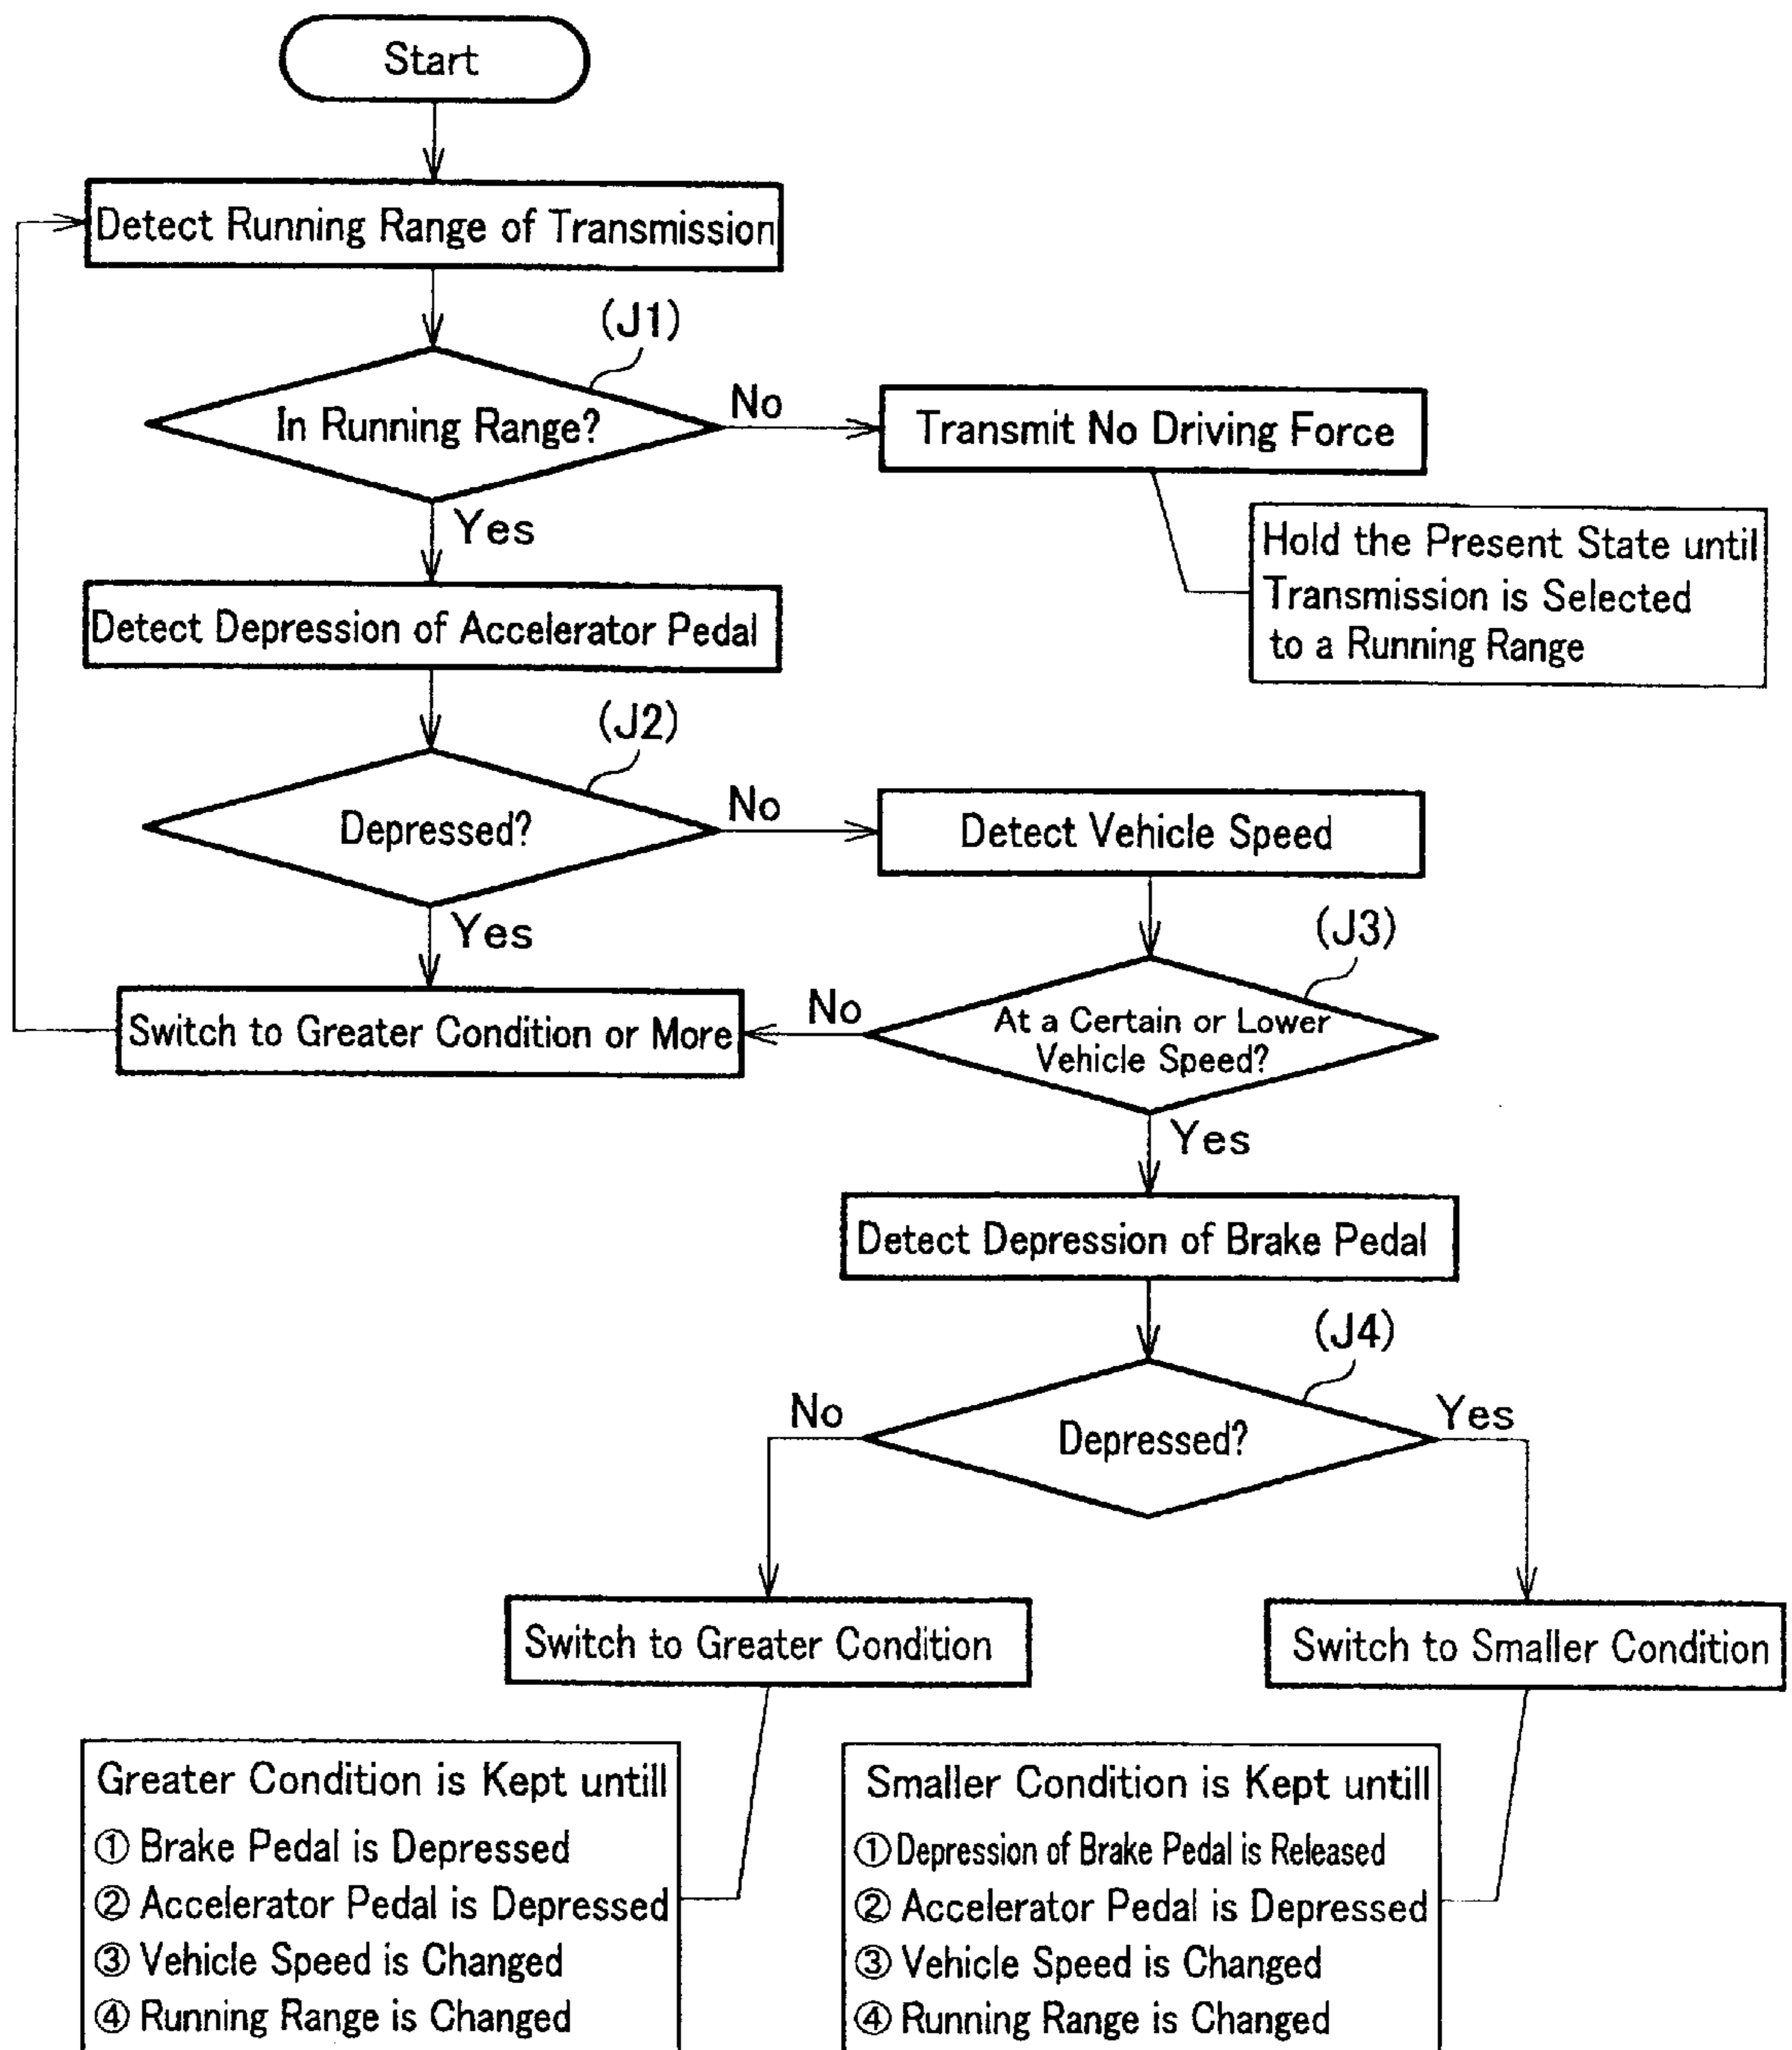 Start
Detect Running Range of Transmission
(J1)
In Running Range?
No
Transmit No Driving Force
Yes
Hold the Present State until
Transmission is Selected
to a Running Range
Detect Depression of Accelerator Pedal
(J2)
Depressed?
No
Detect Vehicle Speed
Yes
(J3)
Switch to Greater Condition or More
No
At a Certain or Lower
Vehicle Speed?
Yes
Detect Depression of Brake Pedal
(J4)
No
Depressed?
Yes
Switch to Greater Condition
Switch to Smaller Condition
Greater Condition is Kept untill
① Brake Pedal is Depressed
② Accelerator Pedal is Depressed
③ Vehicle Speed is Changed
④ Running Range is Changed
Smaller Condition is Kept untill
① Depression of Brake Pedal is Released
② Accelerator Pedal is Depressed
③ Vehicle Speed is Changed
④ Running Range is Changed